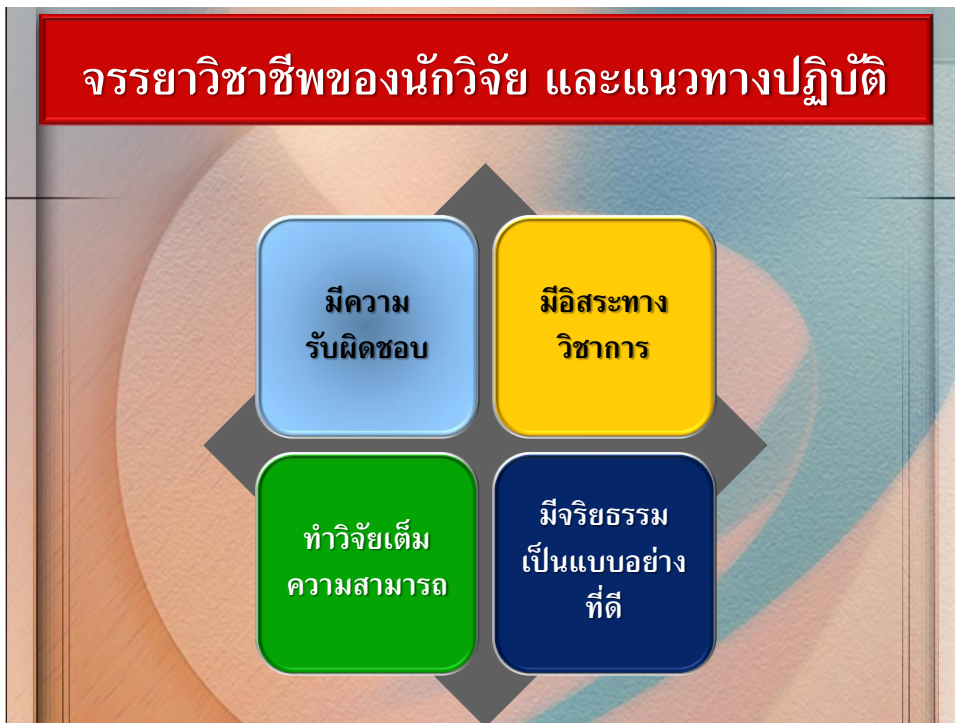 จรรยาวิชาชีพของนักวิจัย และแนวทางปฏิบัติ
มีความ
รับผิดชอบ
มีอิสระทาง
วิชาการ
ทำวิจัยเต็ม
ความสามารถ
มีจริยธรรม
เป็นแบบอย่าง
ที่ดี